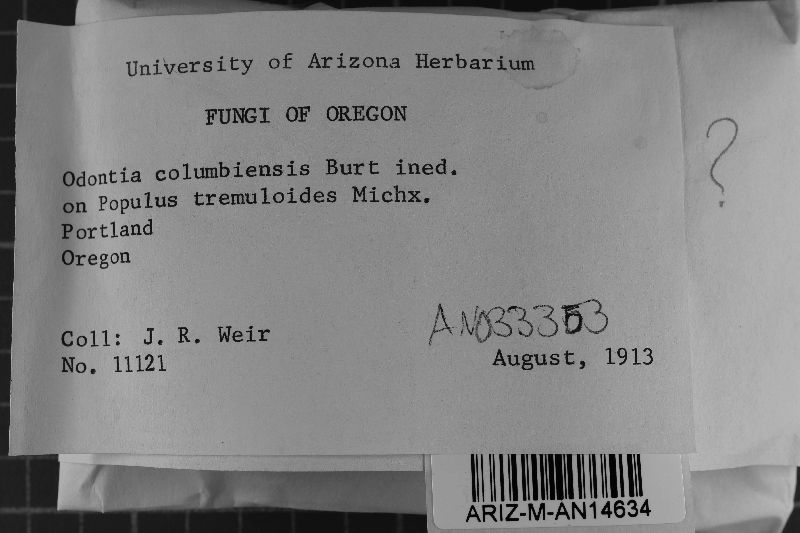 University of Arizona Herbarium
FUNGI OF OREGON
Odontia columbiensis Burt ined.
on Populus tremuloides Michx.
Portland
Oregon
Coll: J. R. Weir
No. 11121
AN033353
August, 1913
?
ARIZ-M-AN14634